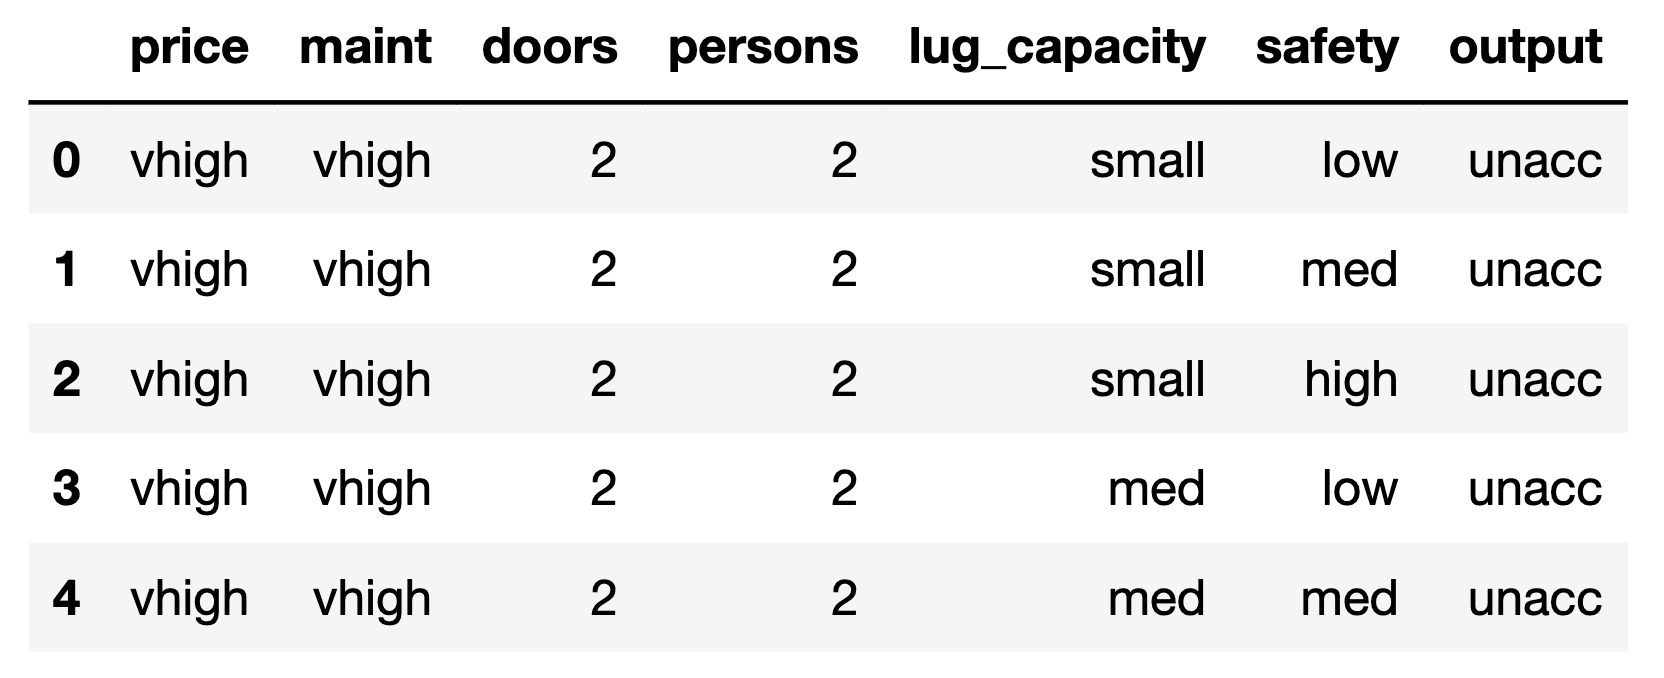 price maint doors persons lug_capacity safety output
0 vhigh vhigh 2 2 small low unacc
1 vhigh vhigh 2 2 small med unacc
2 vhigh vhigh 2 2 small high unacc
3 vhigh vhigh 2 2 med low unacc
4 vhigh vhigh 2 2 med med unacc